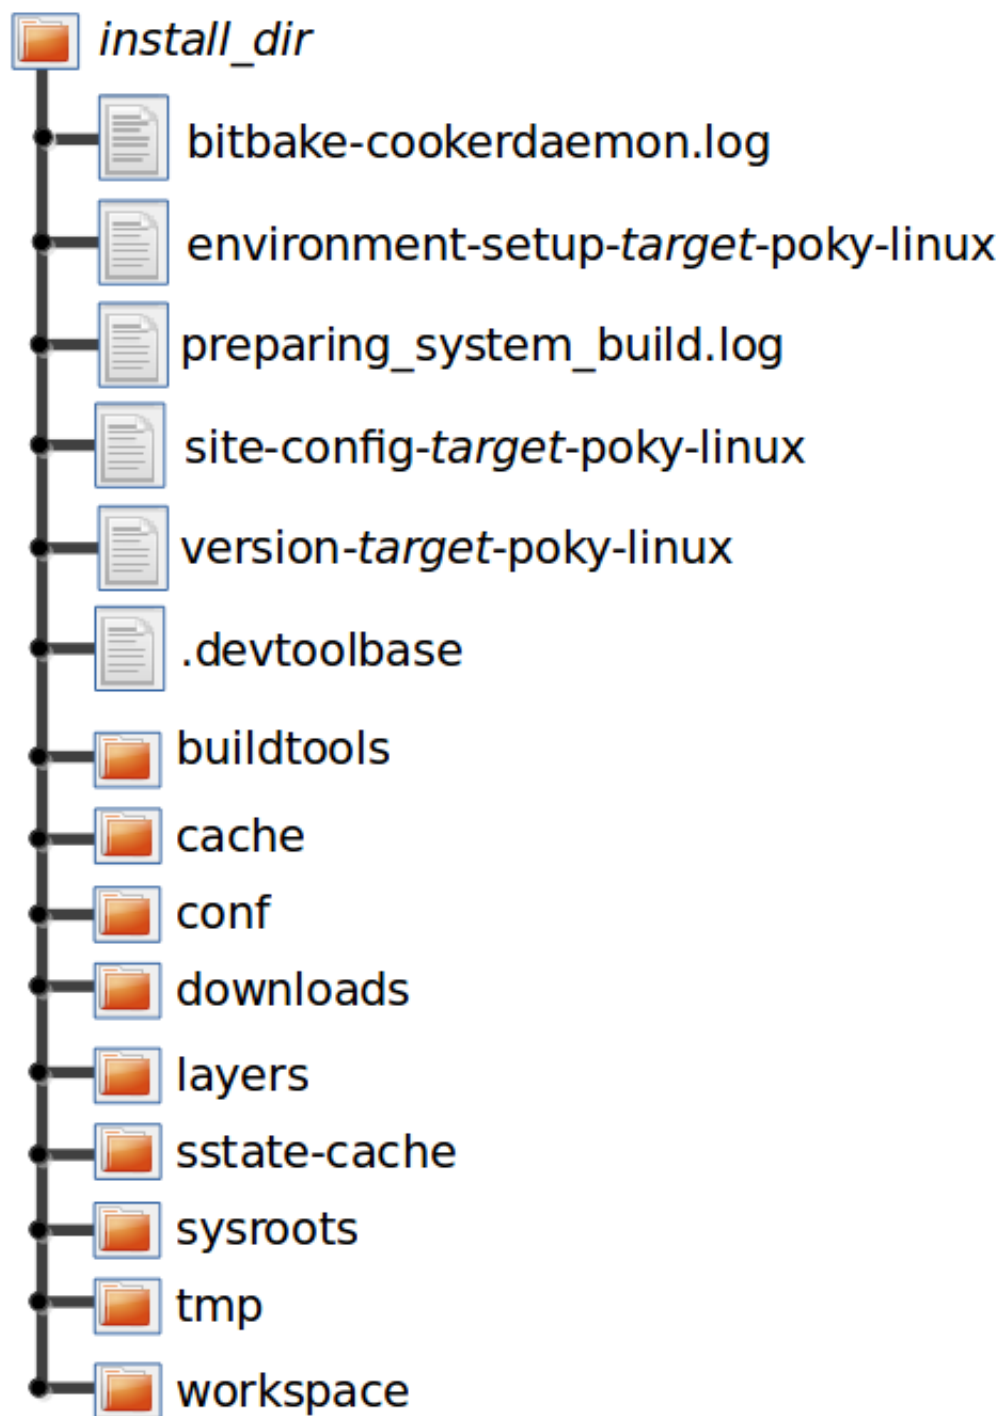 install_dir
bitbake-cookerdaemon.log
environment-setup-target-poky-linux
preparing_system_build.log
site-config-target-poky-linux
version-target-poky-linux
.devtoolbase
buildtools
cache
conf
downloads
layers
sstate-cache
sysroots
tmp
workspace